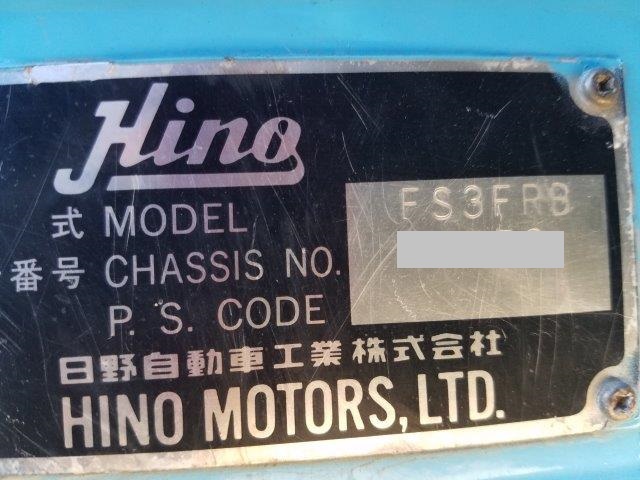 Hino
式 MODEL FS3FRB
番号 CHASSIS NO.
P. S. CODE
日野自動車工業株式会社
HINO MOTORS, LTD.